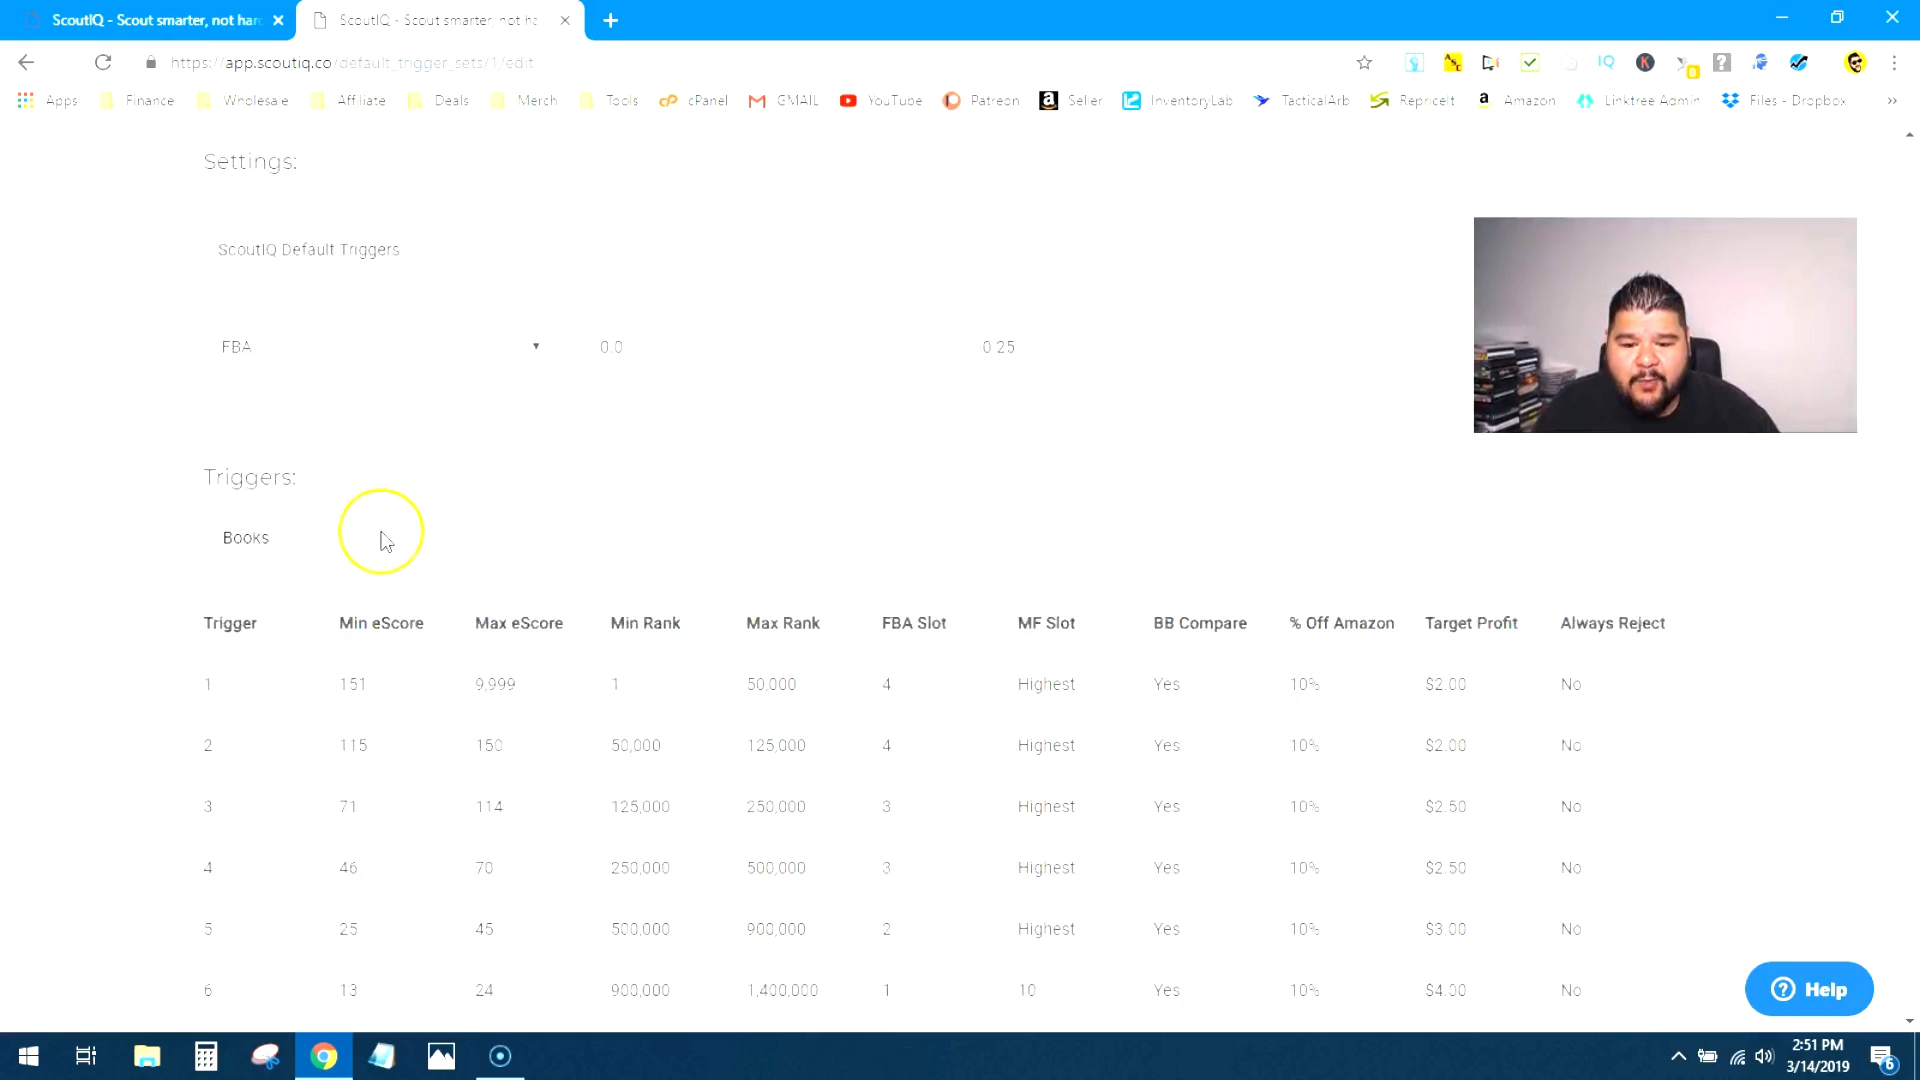 ScoutIQ - Scout smarter, not har
ScoutIQ - Scout smarter, not ha
https://app.scoutiq.co/default_trigger_sets/1/edit
Apps Finance Wholesale Affiliate Deals Merch Tools cPanel GMAIL YouTube Patreon Seller InventoryLab TacticalArb RepriceIt Amazon Linktree Admin Files - Dropbox
Settings:
ScoutIQ Default Triggers
FBA 0.0 0.25
Triggers:
Books
Trigger Min eScore Max eScore Min Rank Max Rank FBA Slot MF Slot BB Compare % Off Amazon Target Profit Always Reject
1 151 9,999 1 50,000 4 Highest Yes 10% $2.00 No
2 115 150 50,000 125,000 4 Highest Yes 10% $2.00 No
3 71 114 125,000 250,000 3 Highest Yes 10% $2.50 No
4 46 70 250,000 500,000 3 Highest Yes 10% $2.50 No
5 25 45 500,000 900,000 2 Highest Yes 10% $3.00 No
6 13 24 900,000 1,400,000 1 10 Yes 10% $4.00 No
Help
2:51 PM
3/14/2019
6